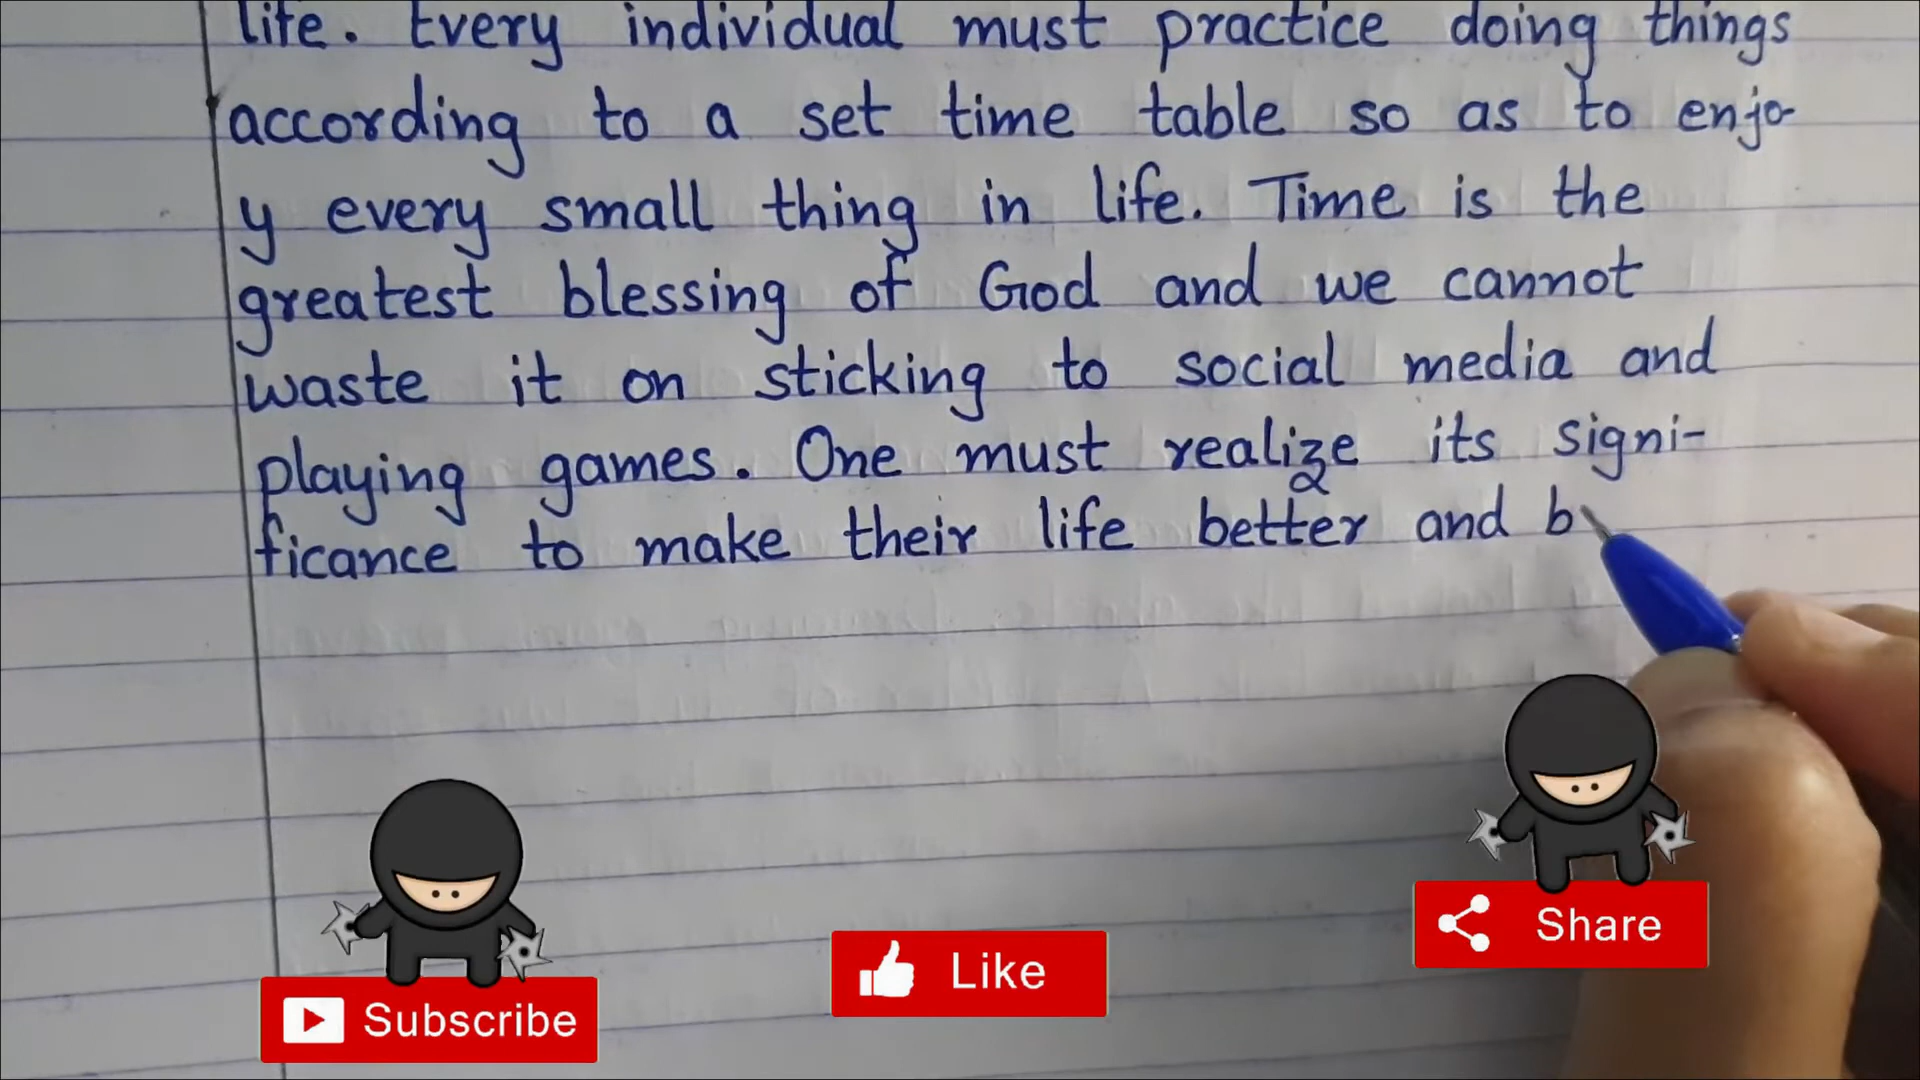 life. Every individual must practice doing things
according to a set time table so as to enjo-
y every small thing in life. Time is the
greatest blessing of God and we cannot
waste it on sticking to social media and
playing games. One must realize its signi-
ficance to make their life better and b
Subscribe
Like
Share